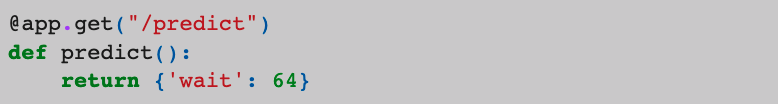 @app.get("/predict")
def predict():
    return {'wait': 64}